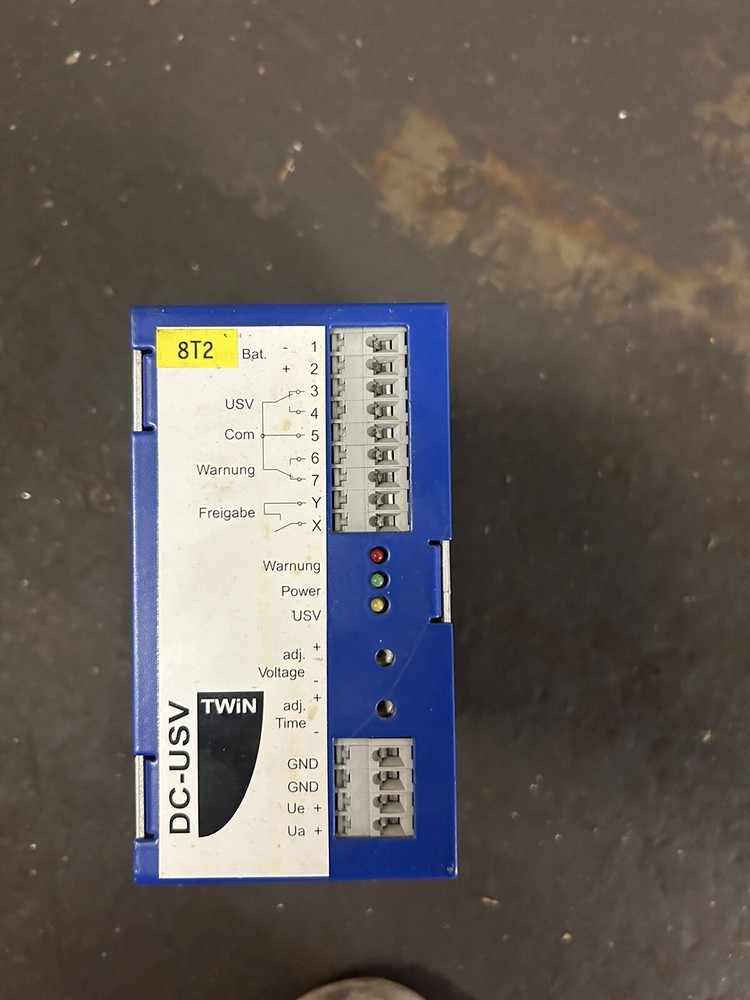 8T2
Bat. - 1
+ 2
3
USV
4
Com 5
6
Warnung
7
Y
Freigabe
X
Warnung
Power
USV
adj. +
Voltage
-
adj. +
Time
-
DC-USV
TWiN
GND
GND
Ue +
Ua +